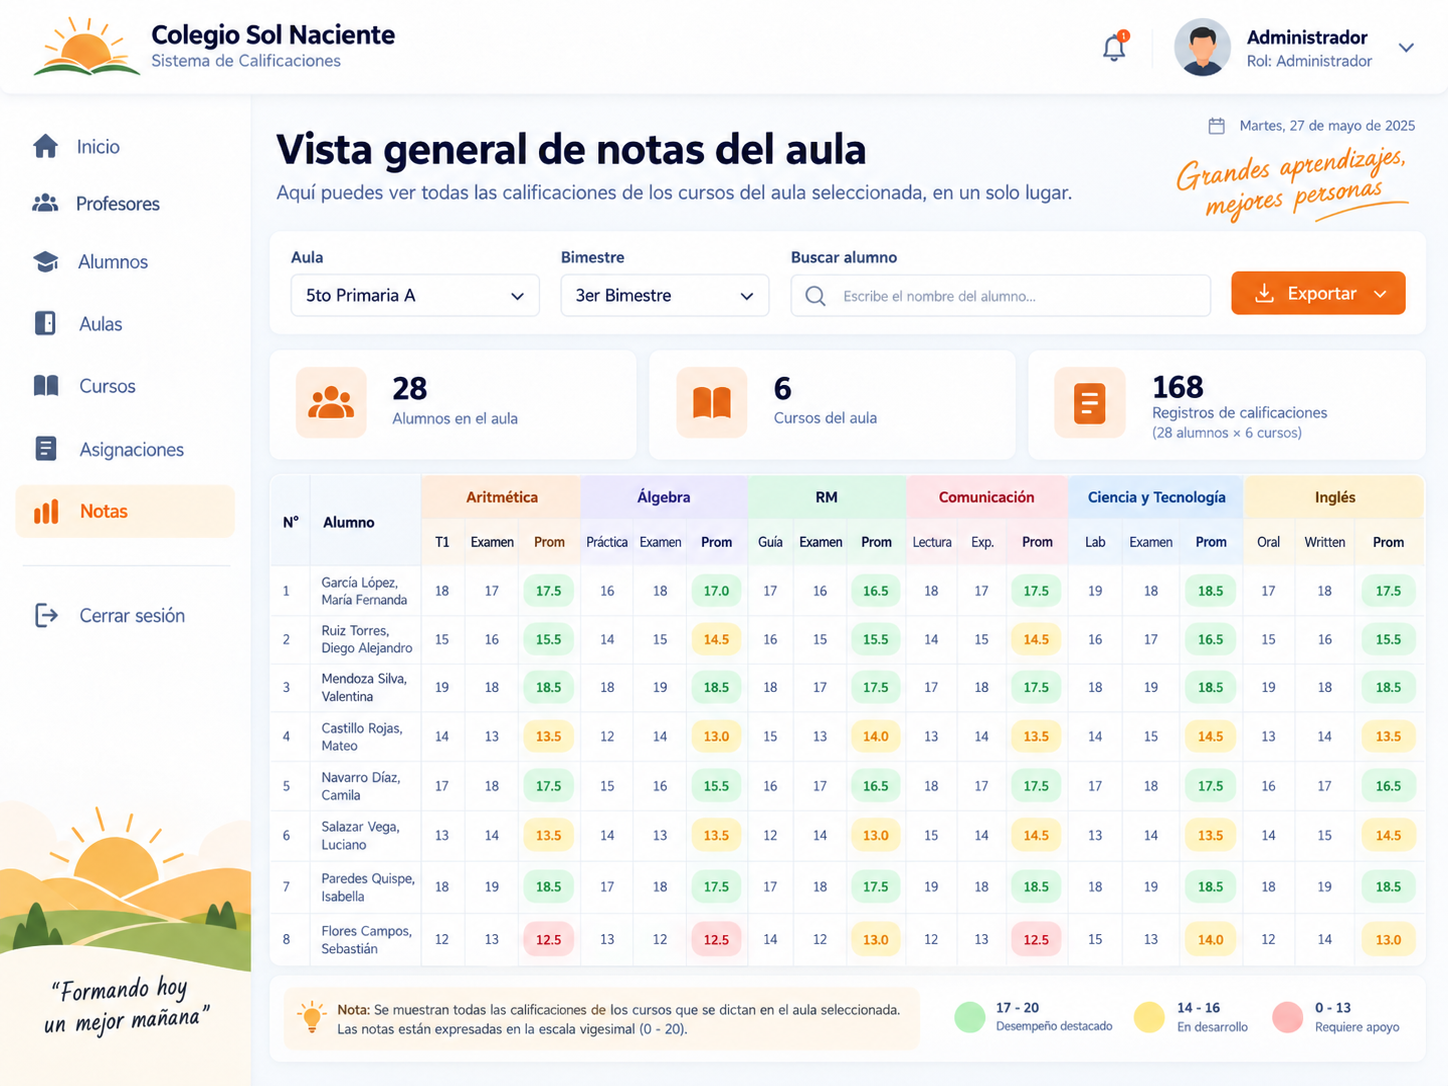 Colegio Sol Naciente
Sistema de Calificaciones
1
Administrador
Rol: Administrador
Inicio
Profesores
Alumnos
Aulas
Cursos
Asignaciones
Notas
Cerrar sesión
“Formando hoy
un mejor mañana”
Vista general de notas del aula
Aquí puedes ver todas las calificaciones de los cursos del aula seleccionada, en un solo lugar.
Martes, 27 de mayo de 2025
Grandes aprendizajes,
mejores personas
Aula Bimestre Buscar alumno
5to Primaria A 3er Bimestre Escribe el nombre del alumno... Exportar
28
Alumnos en el aula
6
Cursos del aula
168
Registros de calificaciones
(28 alumnos × 6 cursos)
N° Alumno Aritmética Álgebra RM Comunicación Ciencia y Tecnología Inglés
T1 Examen Prom Práctica Examen Prom Guía Examen Prom Lectura Exp. Prom Lab Examen Prom Oral Written Prom
1 García López, María Fernanda 18 17 17.5 16 18 17.0 17 16 16.5 18 17 17.5 19 18 18.5 17 18 17.5
2 Ruiz Torres, Diego Alejandro 15 16 15.5 14 15 14.5 16 15 15.5 14 15 14.5 16 17 16.5 15 16 15.5
3 Mendoza Silva, Valentina 19 18 18.5 18 19 18.5 18 17 17.5 17 18 17.5 18 19 18.5 19 18 18.5
4 Castillo Rojas, Mateo 14 13 13.5 12 14 13.0 15 13 14.0 13 14 13.5 14 15 14.5 13 14 13.5
5 Navarro Díaz, Camila 17 18 17.5 15 16 15.5 16 17 16.5 18 17 17.5 17 18 17.5 16 17 16.5
6 Salazar Vega, Luciano 13 14 13.5 14 13 13.5 12 14 13.0 15 14 14.5 13 14 13.5 14 15 14.5
7 Paredes Quispe, Isabella 18 19 18.5 17 18 17.5 17 18 17.5 19 18 18.5 18 19 18.5 18 19 18.5
8 Flores Campos, Sebastián 12 13 12.5 13 12 12.5 14 12 13.0 12 13 12.5 15 13 14.0 12 14 13.0
Nota: Se muestran todas las calificaciones de los cursos que se dictan en el aula seleccionada.
Las notas están expresadas en la escala vigesimal (0 - 20).
17 - 20
Desempeño destacado
14 - 16
En desarrollo
0 - 13
Requiere apoyo